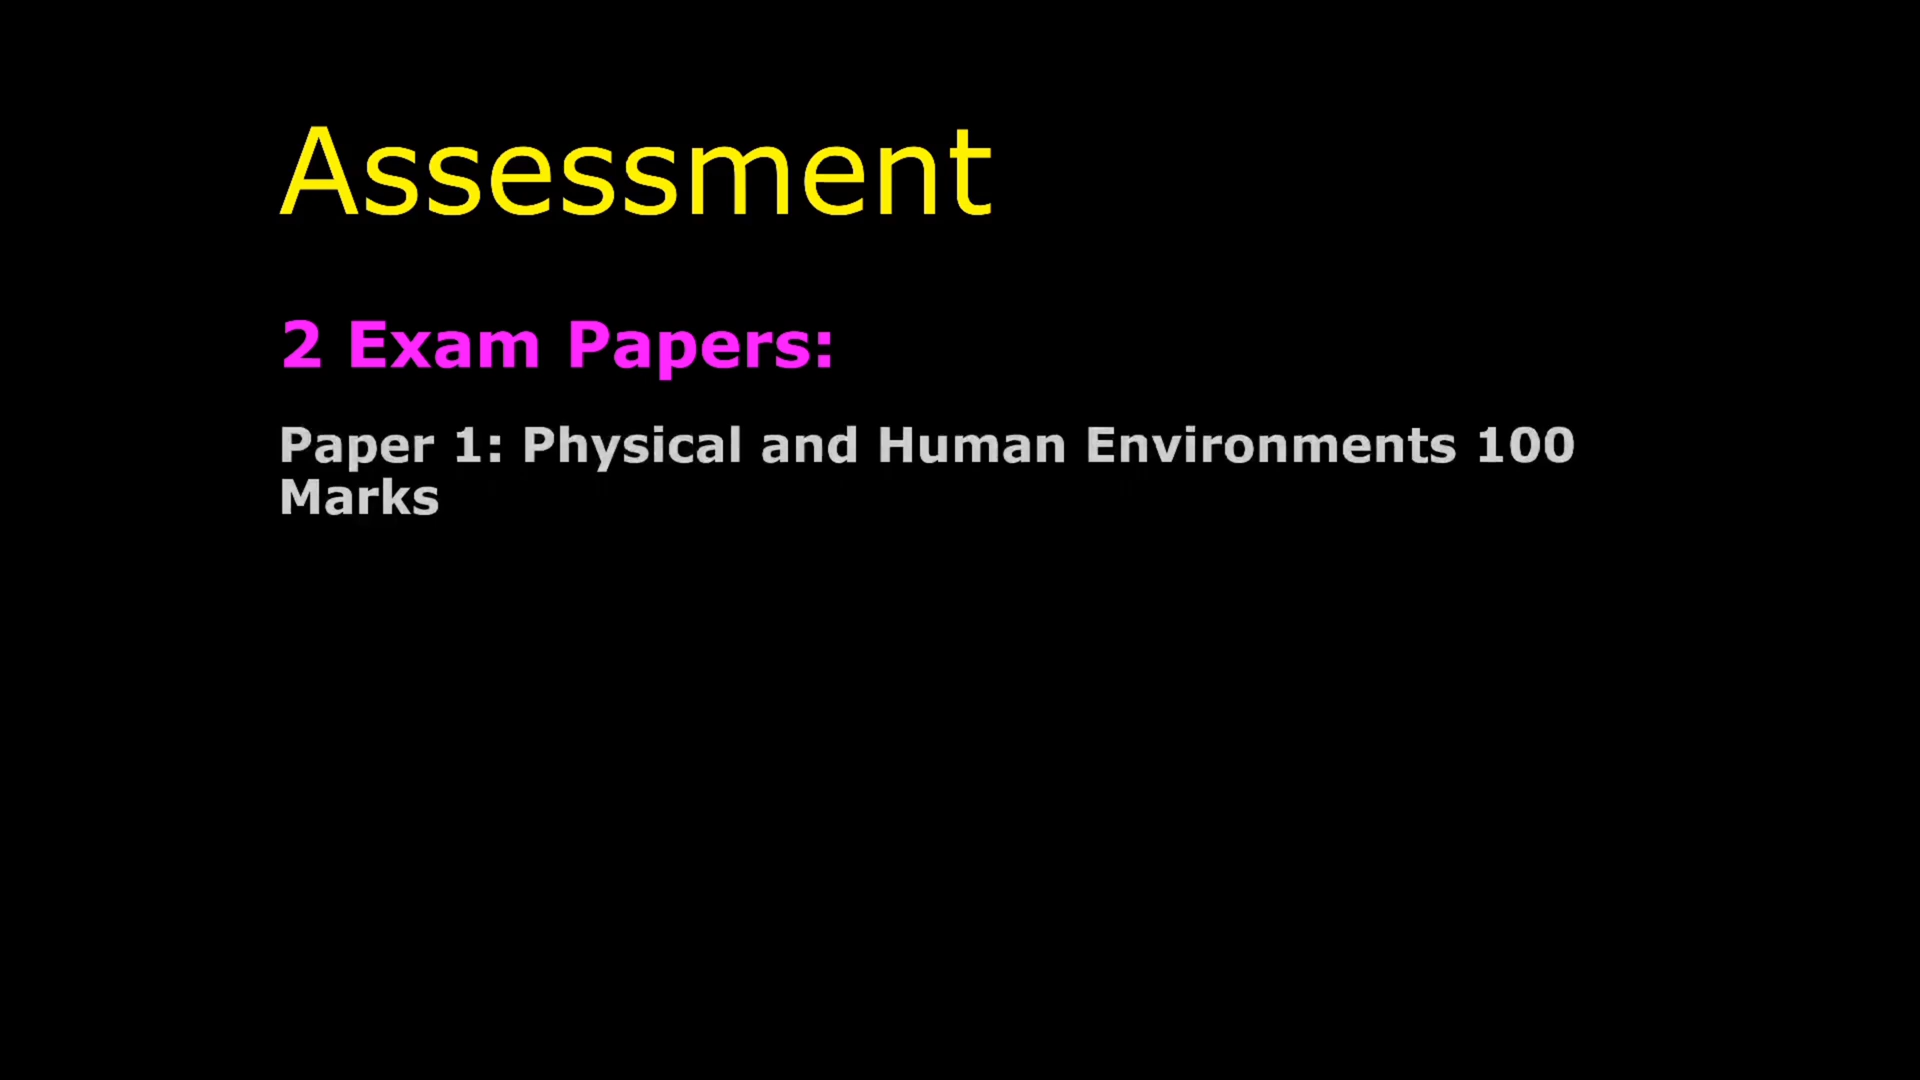 Assessment
2 Exam Papers:
Paper 1: Physical and Human Environments 100
Marks